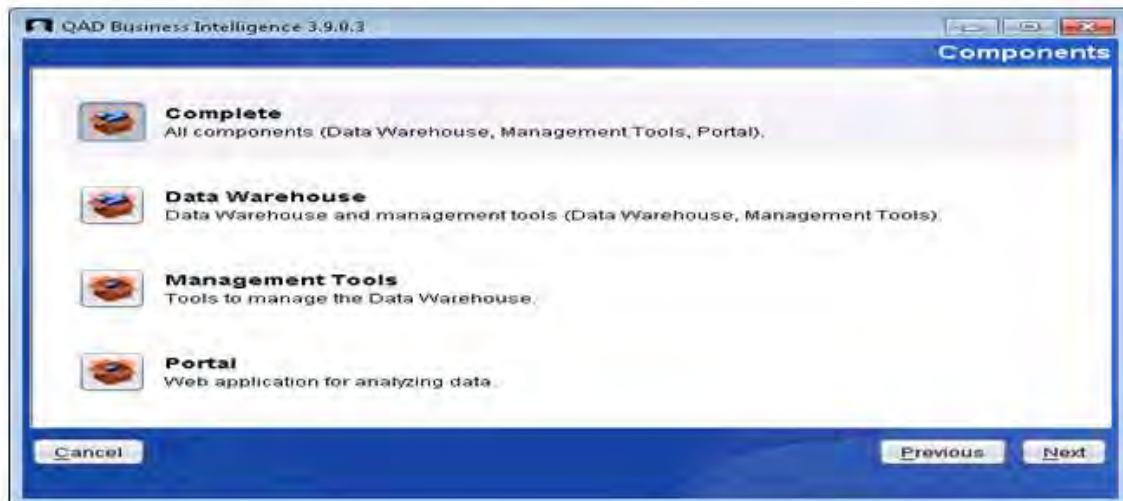 QAD Business Intelligence 3.9.0.3
Components
Complete
All components (Data Warehouse, Management Tools, Portal).
Data Warehouse
Data Warehouse and management tools (Data Warehouse, Management Tools).
Management Tools
Tools to manage the Data Warehouse.
Portal
Web application for analyzing data.
Cancel
Previous
Next